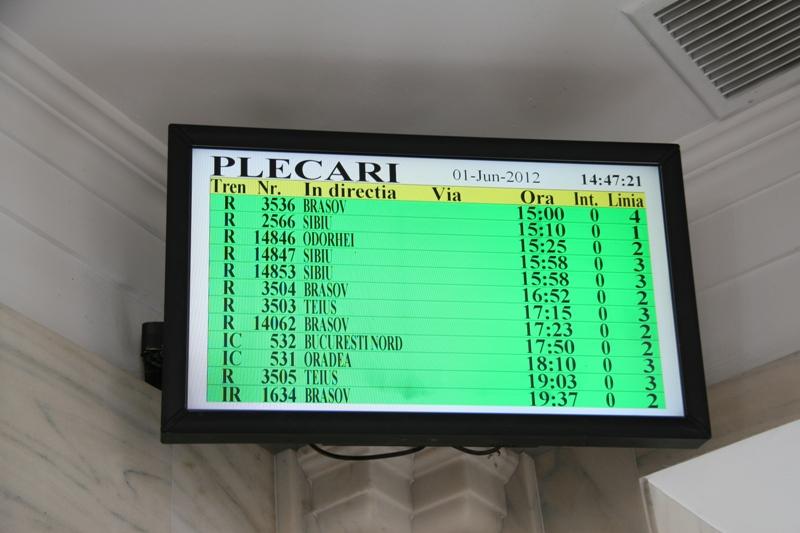 PLECARI 01-Jun-2012 14:47:21
Tren Nr. In directia Via Ora Int. Linia
R 3536 BRASOV 15:00 0 4
R 2566 SIBIU 15:10 0 1
R 14846 ODORHEI 15:25 0 2
R 14847 SIBIU 15:58 0 3
R 14853 SIBIU 15:58 0 3
R 3504 BRASOV 16:52 0 2
R 3503 TEIUS 17:15 0 3
R 14062 BRASOV 17:23 0 2
IC 532 BUCURESTI NORD 17:50 0 2
IC 531 ORADEA 18:10 0 3
R 3505 TEIUS 19:03 0 3
IR 1634 BRASOV 19:37 0 2